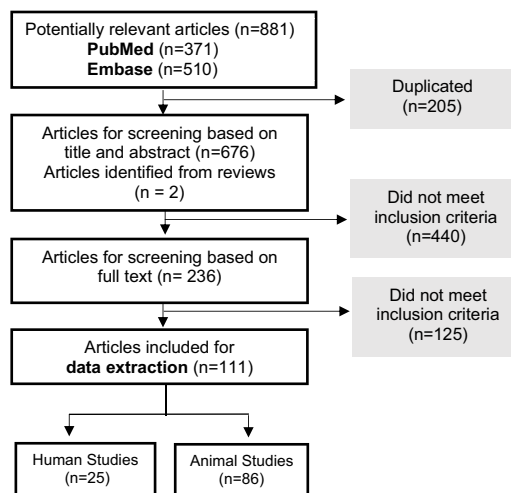 Potentially relevant articles (n=881)
PubMed (n=371)
Embase (n=510)
Duplicated
(n=205)
Articles for screening based on
title and abstract (n=676)
Articles identified from reviews
(n = 2)
Did not meet
inclusion criteria
(n=440)
Articles for screening based on
full text (n= 236)
Did not meet
inclusion criteria
(n=125)
Articles included for
data extraction (n=111)
Human Studies
(n=25)
Animal Studies
(n=86)